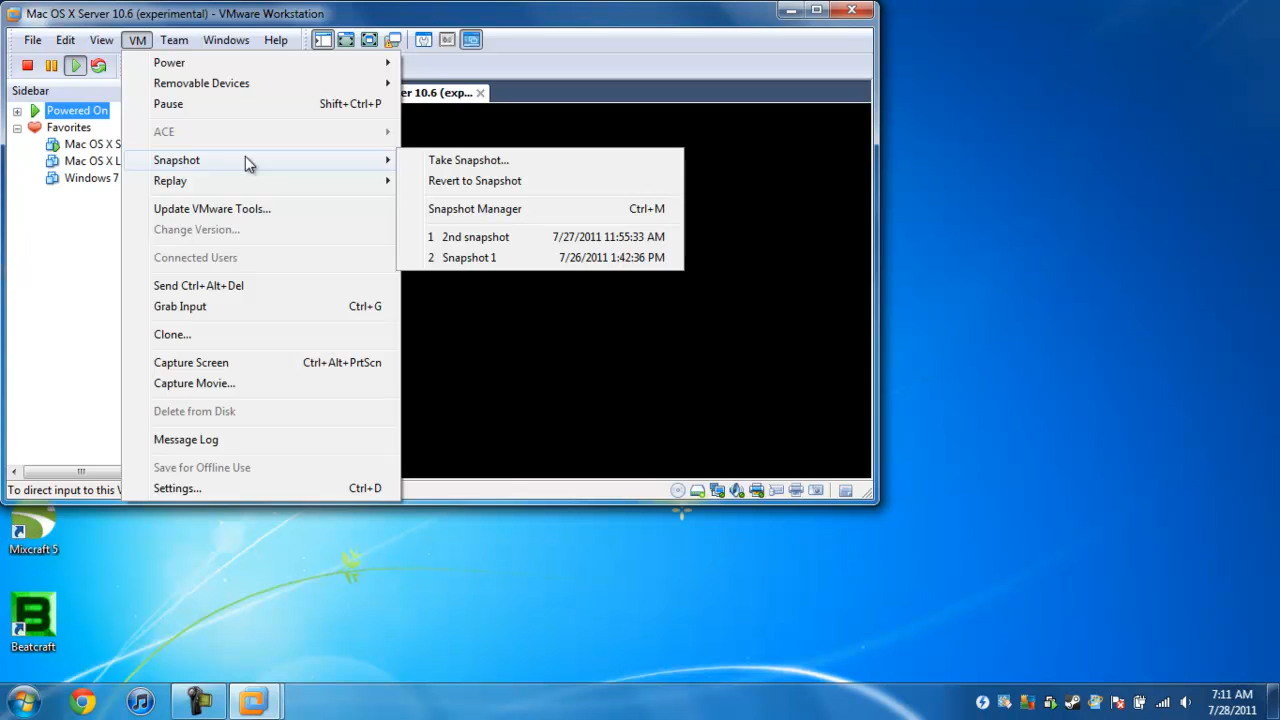 Mac OS X Server 10.6 (experimental) - VMware Workstation
File Edit View VM Team Windows Help
Sidebar
er 10.6 (exp...
Powered On
Favorites
Mac OS X S
Mac OS X L
Windows 7
Power
Removable Devices
Pause Shift+Ctrl+P
ACE
Snapshot
Replay
Update VMware Tools...
Change Version...
Connected Users
Send Ctrl+Alt+Del
Grab Input Ctrl+G
Clone...
Capture Screen Ctrl+Alt+PrtScn
Capture Movie...
Delete from Disk
Message Log
Save for Offline Use
Settings... Ctrl+D
Take Snapshot...
Revert to Snapshot
Snapshot Manager Ctrl+M
1 2nd snapshot 7/27/2011 11:55:33 AM
2 Snapshot 1 7/26/2011 1:42:36 PM
To direct input to this V
Mixcraft 5
B
Beatcraft
7:11 AM
7/28/2011